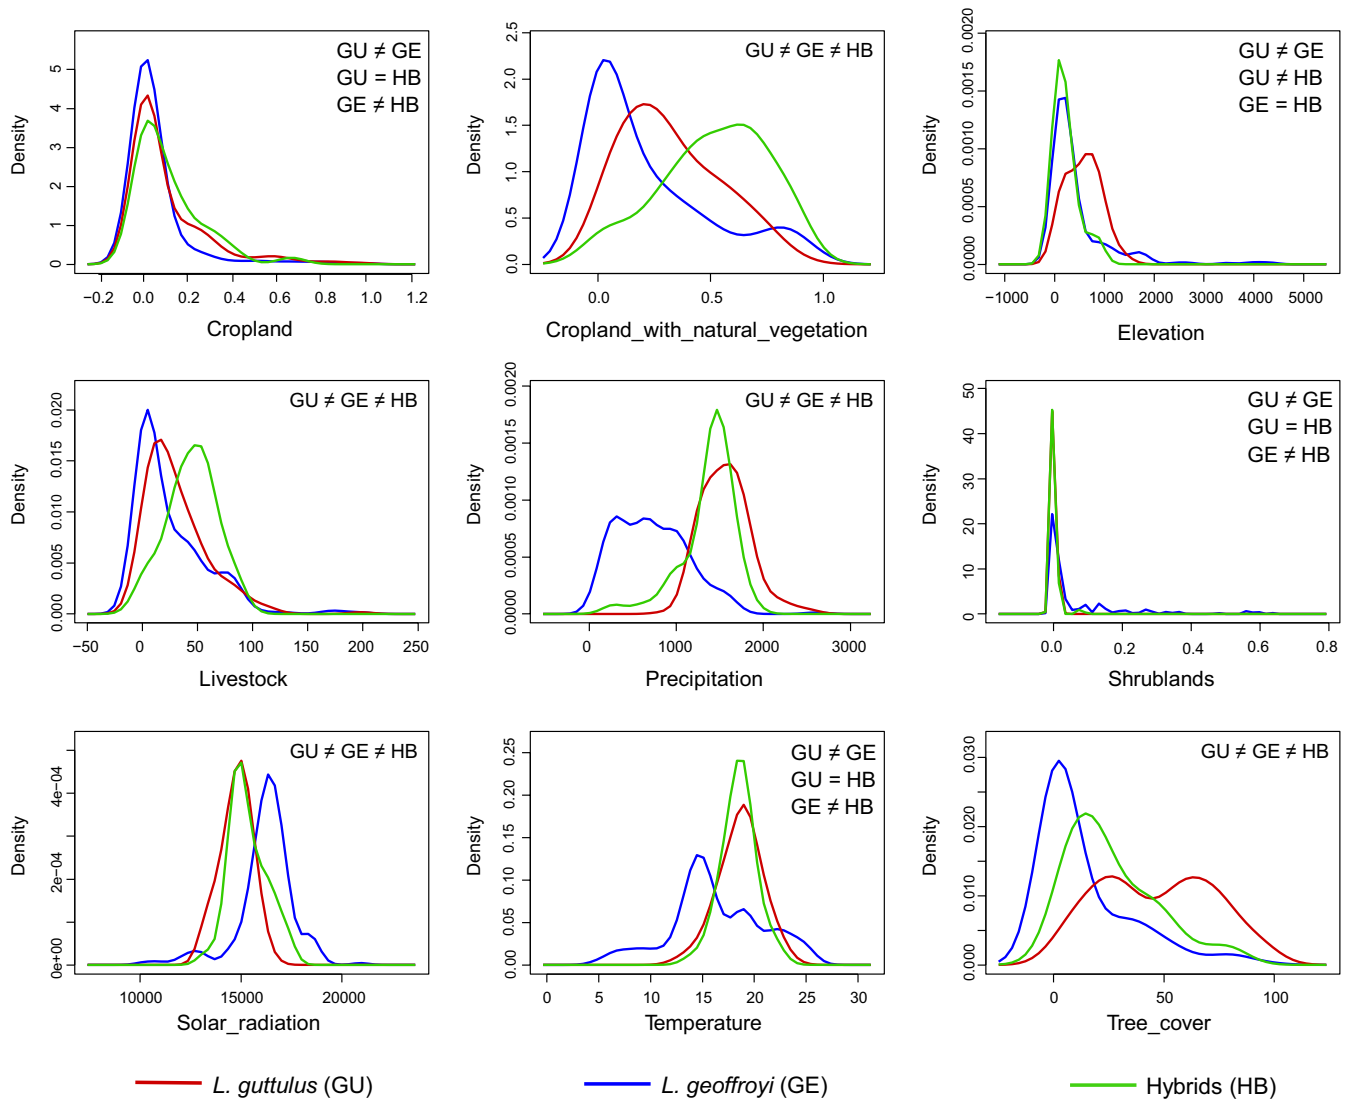 GU ≠ GE
GU = HB
GE ≠ HB
Density
0
1
2
3
4
5
−0.2
0.0
0.2
0.4
0.6
0.8
1.0
1.2
Cropland
GU ≠ GE ≠ HB
Density
0.0
0.5
1.0
1.5
2.0
2.5
0.0
0.5
1.0
Cropland_with_natural_vegetation
GU ≠ GE
GU ≠ HB
GE = HB
Density
0.0000
0.0005
0.0010
0.0015
0.0020
−1000
0
1000
2000
3000
4000
5000
Elevation
GU ≠ GE ≠ HB
Density
0.000
0.005
0.010
0.015
0.020
−50
0
50
100
150
200
250
Livestock
GU ≠ GE ≠ HB
Density
0.0000
0.00005
0.0010
0.0015
0.0020
0
1000
2000
3000
Precipitation
GU ≠ GE
GU = HB
GE ≠ HB
Density
0
10
20
30
40
50
0.0
0.2
0.4
0.6
0.8
Shrublands
GU ≠ GE ≠ HB
Density
0e+00
2e−04
4e−04
10000
15000
20000
Solar_radiation
GU ≠ GE
GU = HB
GE ≠ HB
Density
0.00
0.05
0.10
0.15
0.20
0.25
0
5
10
15
20
25
30
Temperature
GU ≠ GE ≠ HB
Density
0.000
0.010
0.020
0.030
0
50
100
Tree_cover
L. guttulus (GU)
L. geoffroyi (GE)
Hybrids (HB)